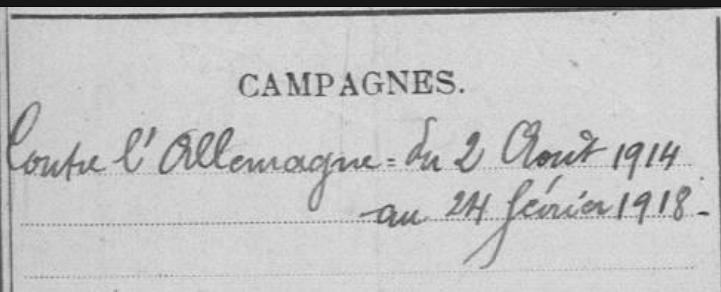 CAMPAGNES.
Contre l'Allemagne = du 2 Août 1914
au 24 février 1918 -